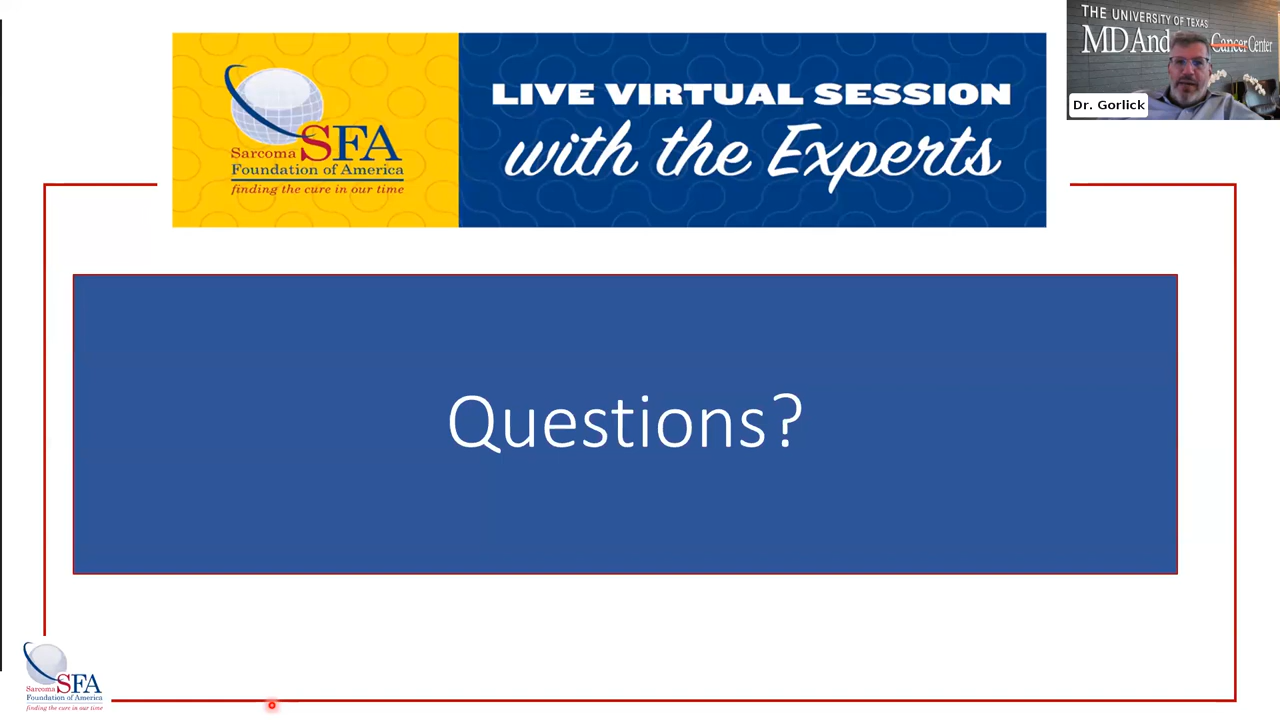 THE UNIVERSITY OF TEXAS
MD And Cancer Center
Dr. Gorlick
LIVE VIRTUAL SESSION
with the Experts
Sarcoma SFA
Foundation of America
finding the cure in our time
Questions?
Sarcoma SFA
Foundation of America
finding the cure in our time